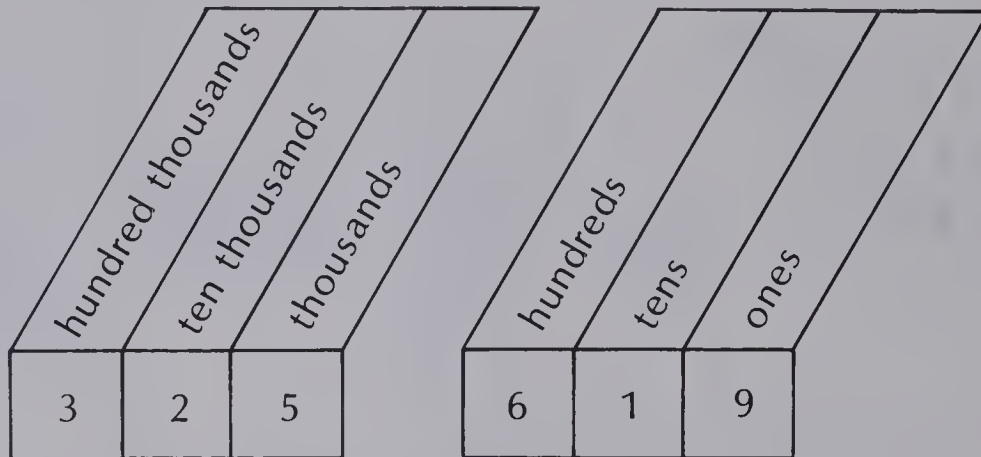 hundred thousands
ten thousands
thousands
hundreds
tens
ones
3 2 5 6 1 9